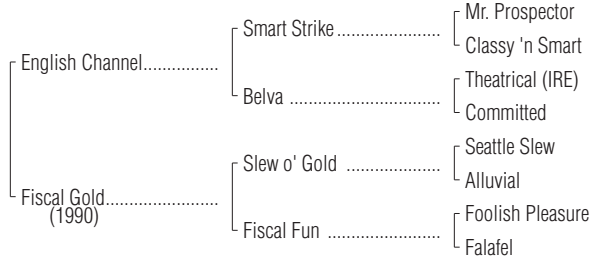 Mr. Prospector
Smart Strike ..................
Classy 'n Smart
English Channel...............
Theatrical (IRE)
Belva ..........................
Committed
Seattle Slew
Slew o' Gold ................
Alluvial
Fiscal Gold......................
(1990)
Foolish Pleasure
Fiscal Fun ...................
Falafel